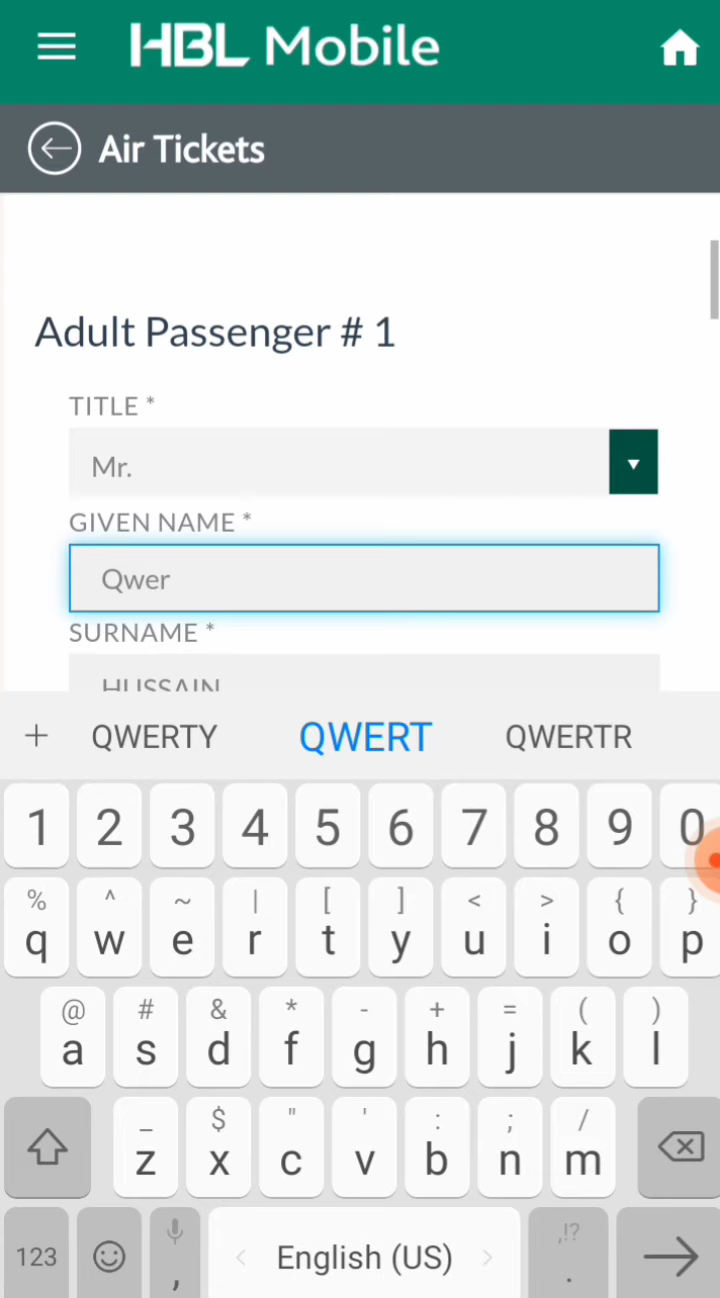 HBL Mobile
Air Tickets
Adult Passenger # 1
TITLE *
Mr.
GIVEN NAME *
Qwer
SURNAME *
HUSSAIN
+ QWERTY QWERT QWERTR
1 2 3 4 5 6 7 8 9 0
% ^ ~ | [ ] < > { }
q w e r t y u i o p
@ # & * - + = ( )
a s d f g h j k l
_ $ " ' : ; /
z x c v b n m
,!?
123 , < English (US) > .